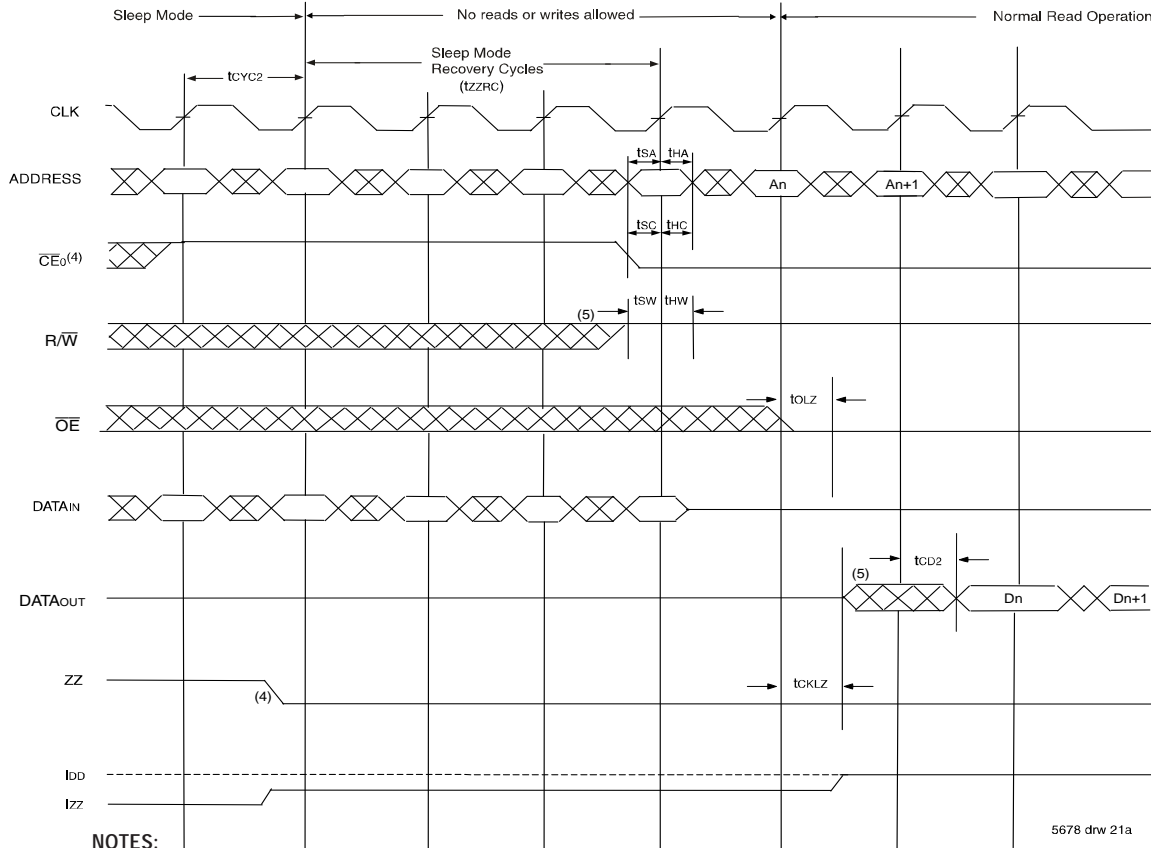 Sleep Mode
No reads or writes allowed
Normal Read Operation
Sleep Mode
Recovery Cycles
(tZZRC)
tCYC2
CLK
tSA tHA
ADDRESS
An
An+1
tSC tHC
CE0(4)
tSW tHW
(5)
R/W
tOLZ
OE
DATAIN
tCD2
(5)
DATAOUT
Dn
Dn+1
ZZ
(4)
tCKLZ
IDD
IZZ
5678 drw 21a
NOTES: